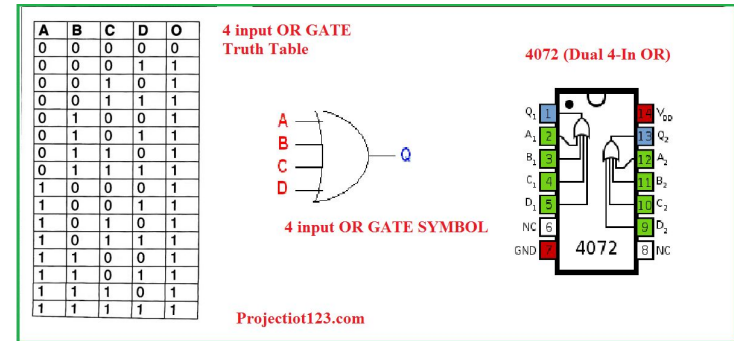 A B C D O
0 0 0 0 0
0 0 0 1 1
0 0 1 0 1
0 0 1 1 1
0 1 0 0 1
0 1 0 1 1
0 1 1 0 1
0 1 1 1 1
1 0 0 0 1
1 0 0 1 1
1 0 1 0 1
1 0 1 1 1
1 1 0 0 1
1 1 0 1 1
1 1 1 0 1
1 1 1 1 1
4 input OR GATE
Truth Table
A
B
C
D
Q
4 input OR GATE SYMBOL
Projectiot123.com
4072 (Dual 4-In OR)
Q1 1 14 VDD
A1 2 13 Q2
B1 3 12 A2
C1 4 11 B2
D1 5 10 C2
NC 6 9 D2
GND 7 4072 8 NC